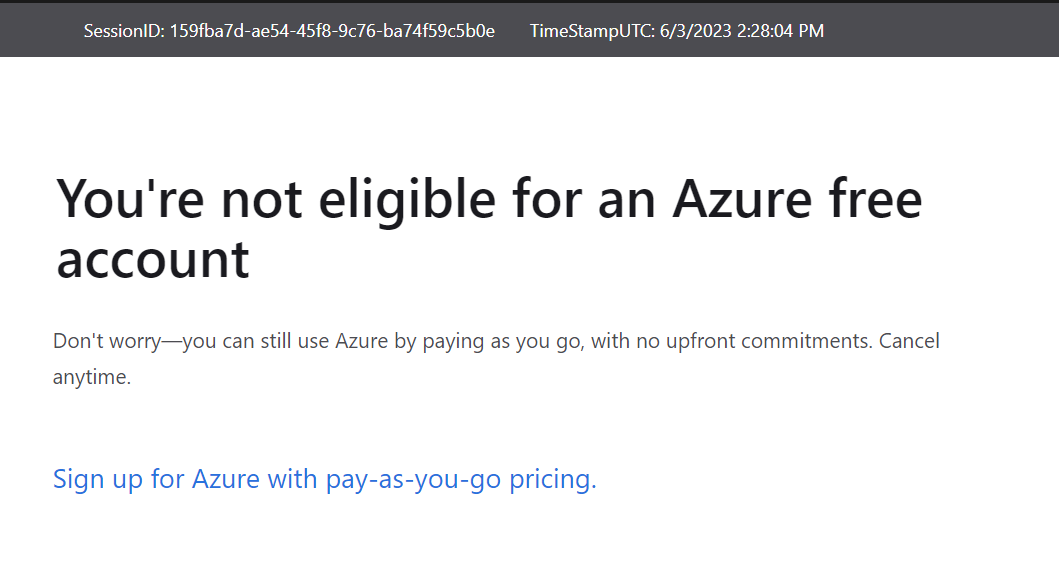 SessionID: 159fba7d-ae54-45f8-9c76-ba74f59c5b0e TimeStampUTC: 6/3/2023 2:28:04 PM
You're not eligible for an Azure free
account
Don't worry—you can still use Azure by paying as you go, with no upfront commitments. Cancel
anytime.
Sign up for Azure with pay-as-you-go pricing.